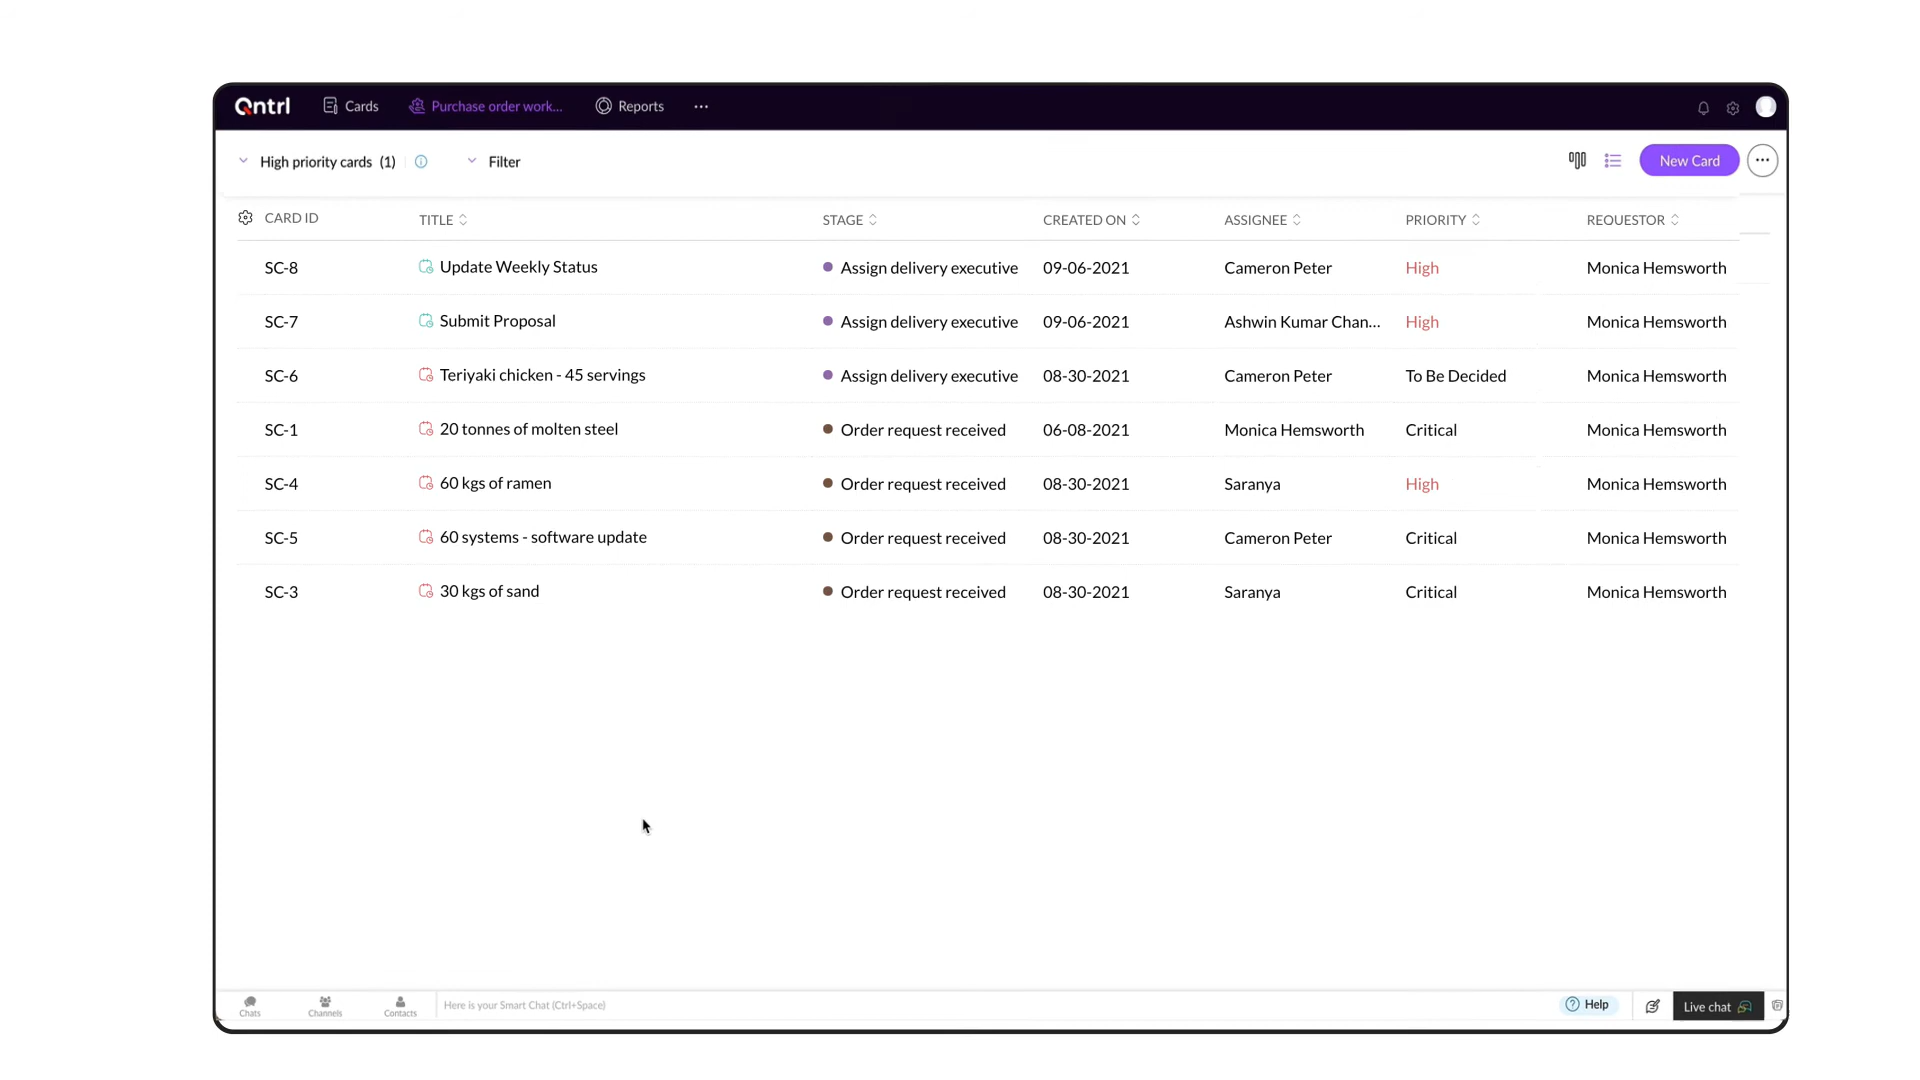 Qntrl Cards Purchase order work... Reports ...
High priority cards (1) Filter New Card ...
CARD ID TITLE STAGE CREATED ON ASSIGNEE PRIORITY REQUESTOR
SC-8 Update Weekly Status Assign delivery executive 09-06-2021 Cameron Peter High Monica Hemsworth
SC-7 Submit Proposal Assign delivery executive 09-06-2021 Ashwin Kumar Chan... High Monica Hemsworth
SC-6 Teriyaki chicken - 45 servings Assign delivery executive 08-30-2021 Cameron Peter To Be Decided Monica Hemsworth
SC-1 20 tonnes of molten steel Order request received 06-08-2021 Monica Hemsworth Critical Monica Hemsworth
SC-4 60 kgs of ramen Order request received 08-30-2021 Saranya High Monica Hemsworth
SC-5 60 systems - software update Order request received 08-30-2021 Cameron Peter Critical Monica Hemsworth
SC-3 30 kgs of sand Order request received 08-30-2021 Saranya Critical Monica Hemsworth
Chats Channels Contacts Here is your Smart Chat (Ctrl+Space) Help Live chat